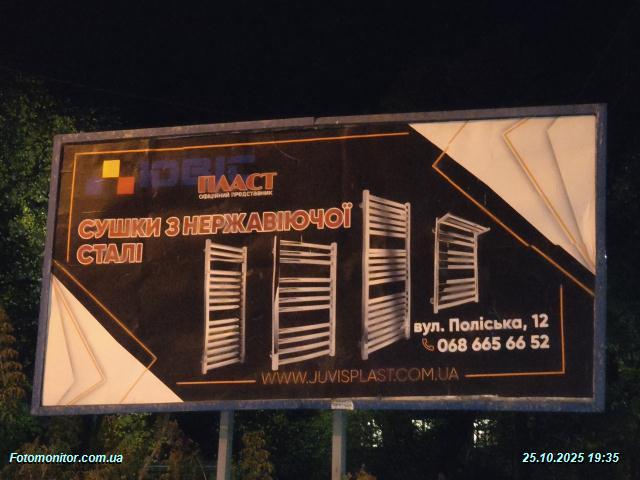 ЮВІС
ПЛАСТ
ОФІЦІЙНИЙ ПРЕДСТАВНИК
СУШКИ З НЕРЖАВІЮЧОЇ
СТАЛІ
вул. Поліська, 12
068 665 66 52
WWW.JUVISPLAST.COM.UA
Fotomonitor.com.ua
25.10.2025 19:35